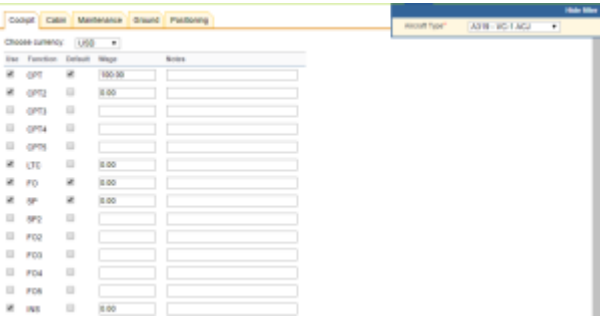 Hide filter
Cockpit Cabin Maintenance Ground Positioning
Aircraft Type* A319 - VC-1 ACJ
Choose currency: USD
Use Function Default Wage Notes
CPT 100.00
CPT2 0.00
CPT3
CPT4
CPT5
LTC 0.00
FO 0.00
SP 0.00
SP2
FO2
FO3
FO4
FO5
INS 0.00